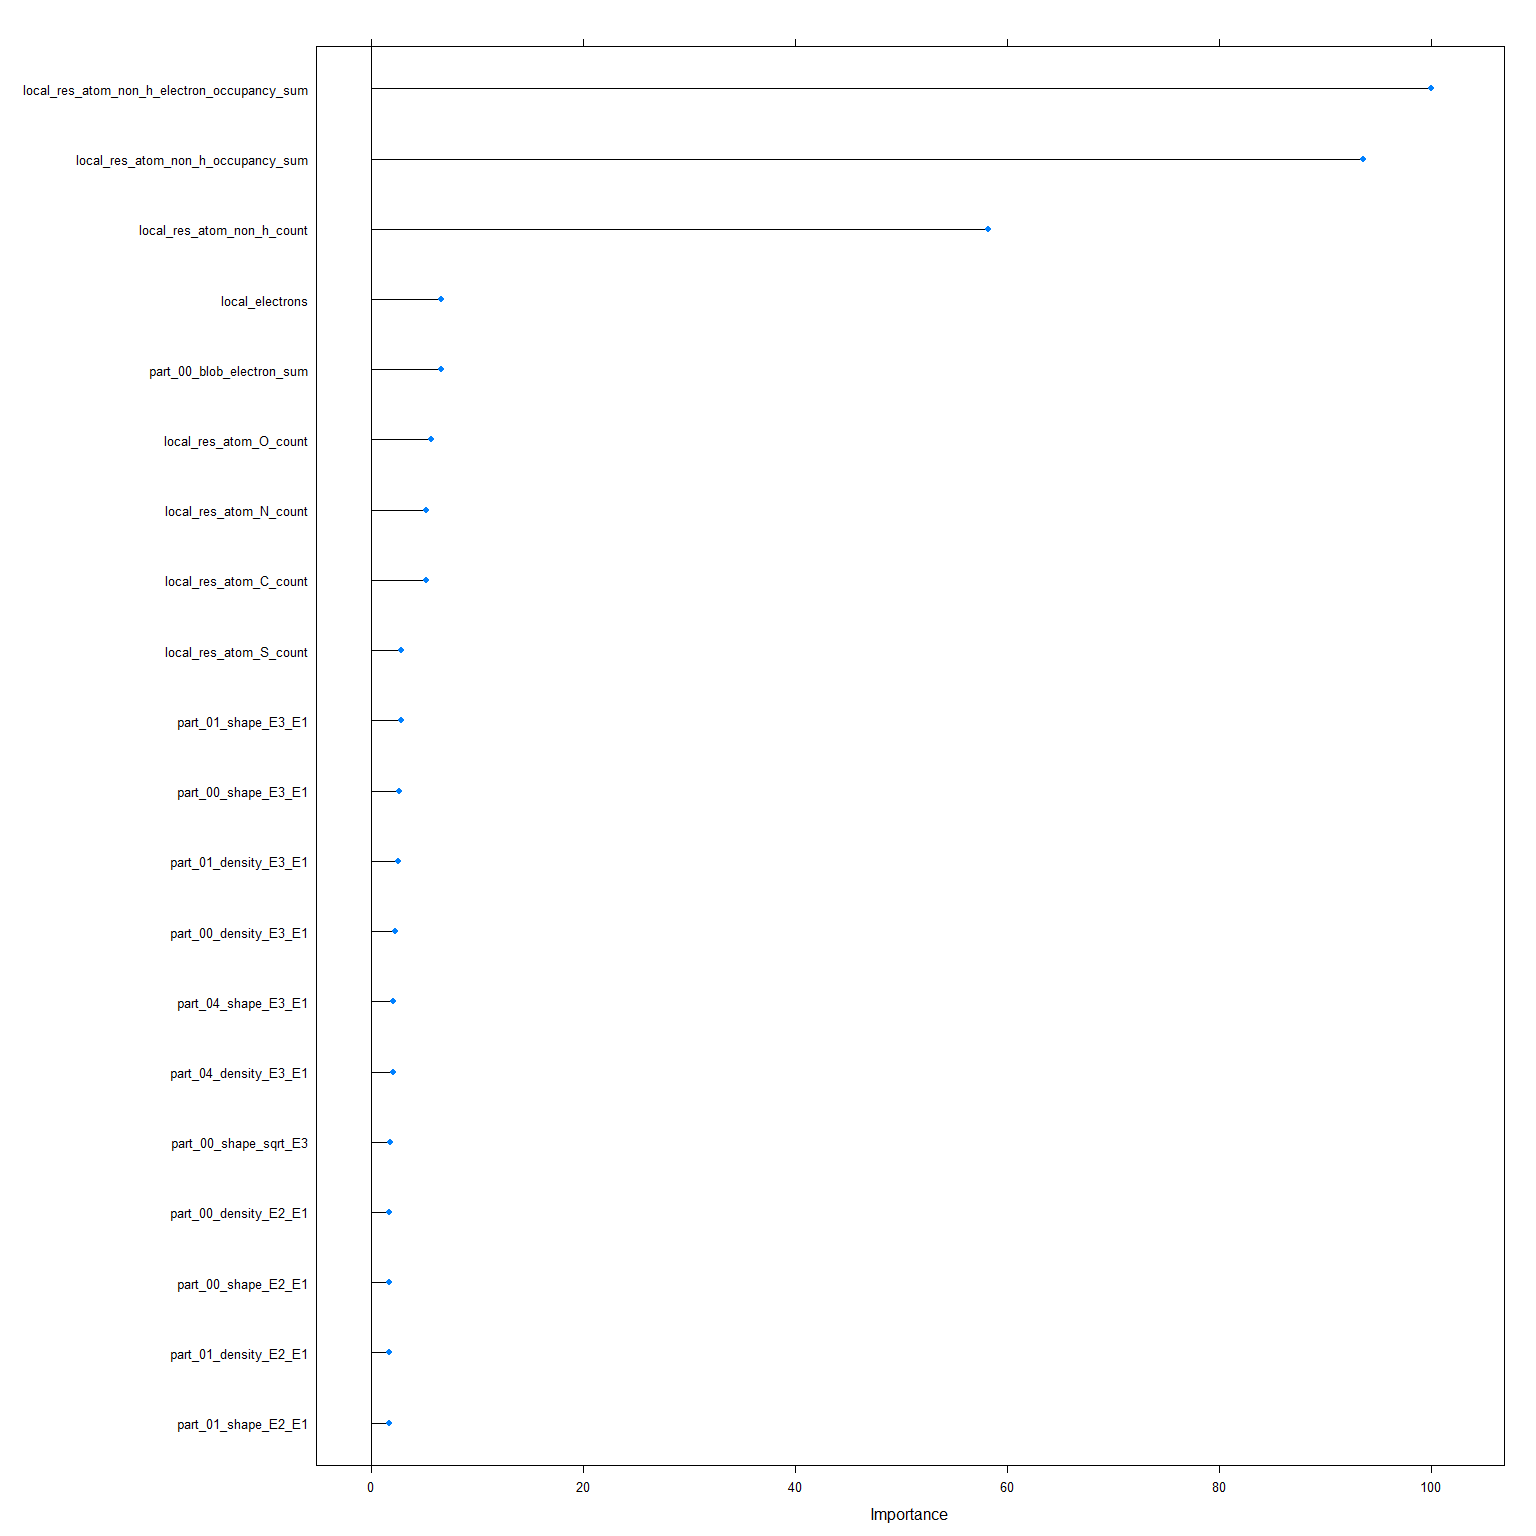 local_res_atom_non_h_electron_occupancy_sum
local_res_atom_non_h_occupancy_sum
local_res_atom_non_h_count
local_electrons
part_00_blob_electron_sum
local_res_atom_O_count
local_res_atom_N_count
local_res_atom_C_count
local_res_atom_S_count
part_01_shape_E3_E1
part_00_shape_E3_E1
part_01_density_E3_E1
part_00_density_E3_E1
part_04_shape_E3_E1
part_04_density_E3_E1
part_00_shape_sqrt_E3
part_00_density_E2_E1
part_00_shape_E2_E1
part_01_density_E2_E1
part_01_shape_E2_E1
0 20 40 60 80 100
Importance